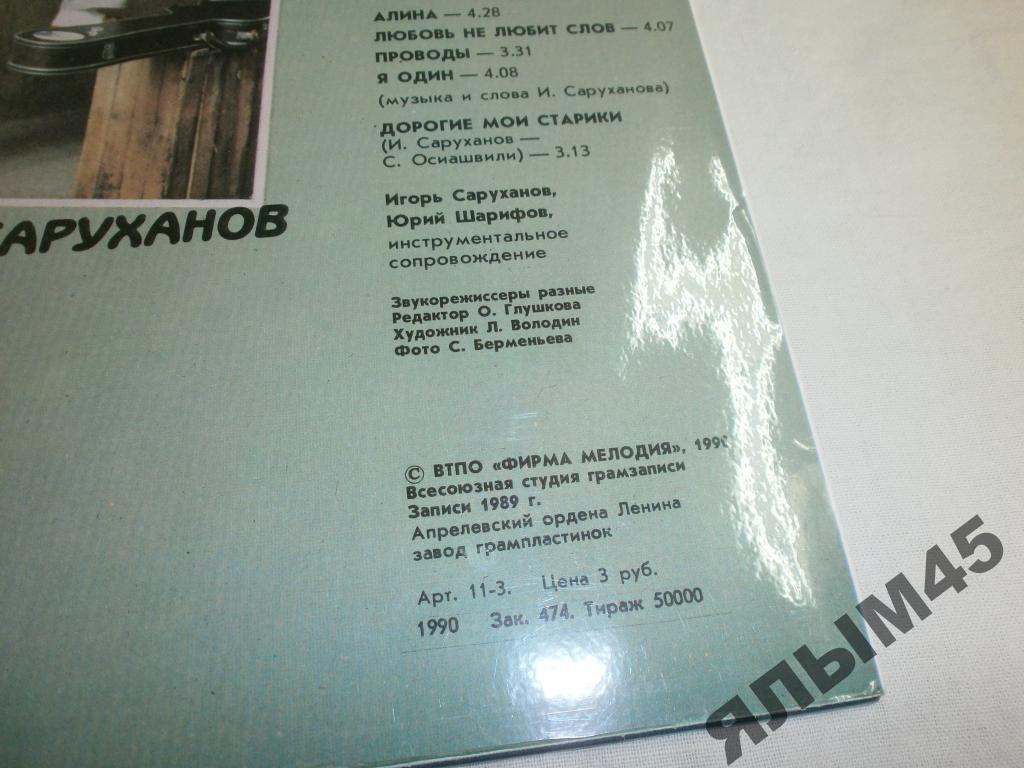 АЛИНА — 4.28
ЛЮБОВЬ НЕ ЛЮБИТ СЛОВ — 4.07
ПРОВОДЫ — 3.31
Я ОДИН — 4.08
(музыка и слова И. Саруханова)
ДОРОГИЕ МОИ СТАРИКИ
(И. Саруханов —
С. Осиашвили) — 3.13
САРУХАНОВ
Игорь Саруханов,
Юрий Шарифов,
инструментальное
сопровождение
Звукорежиссеры разные
Редактор О. Глушкова
Художник Л. Володин
Фото С. Берменьева
© ВТПО «ФИРМА МЕЛОДИЯ», 1990
Всесоюзная студия грамзаписи
Записи 1989 г.
Апрелевский ордена Ленина
завод грампластинок
Арт. 11-3. Цена 3 руб.
1990 Зак. 474. Тираж 50000
ЯЛЫМ45